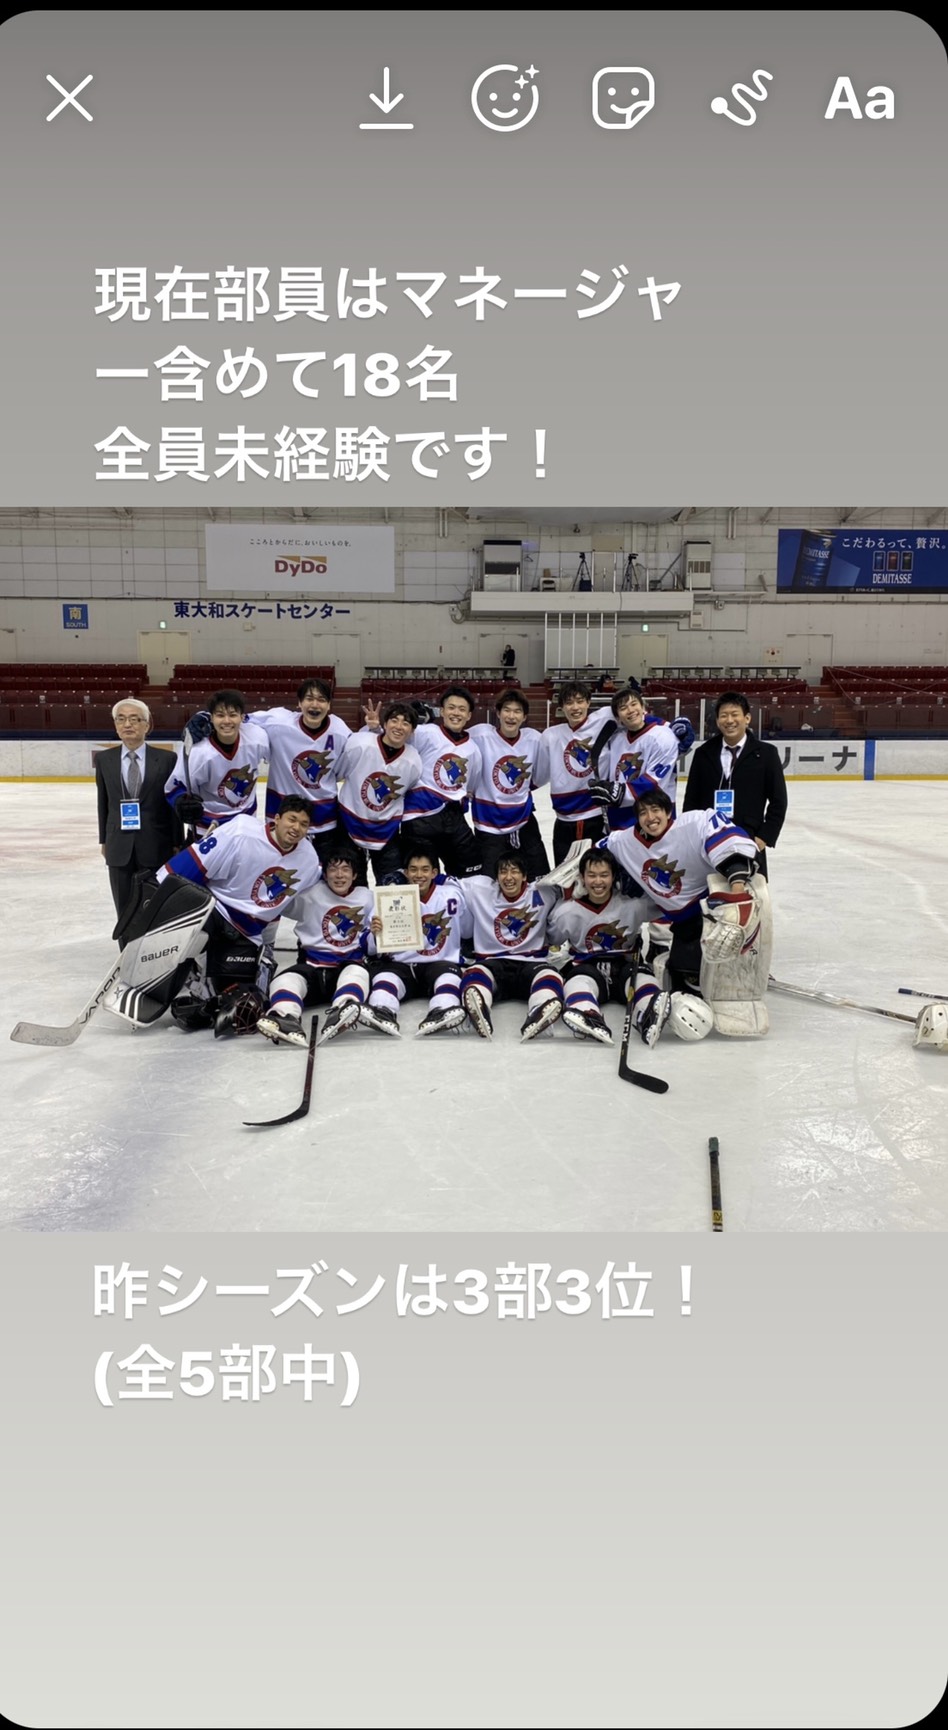 Aa
現在部員はマネージャ
ー含めて18名
全員未経験です！
こころとからだに、おいしいものを。
DyDo
こだわるって、贅沢。
DEMITASSE
南
SOUTH
東大和スケートセンター
リーナ
A
20
70
98
C
A
BAUER
BAUER
CCM
昨シーズンは3部3位！
(全5部中)